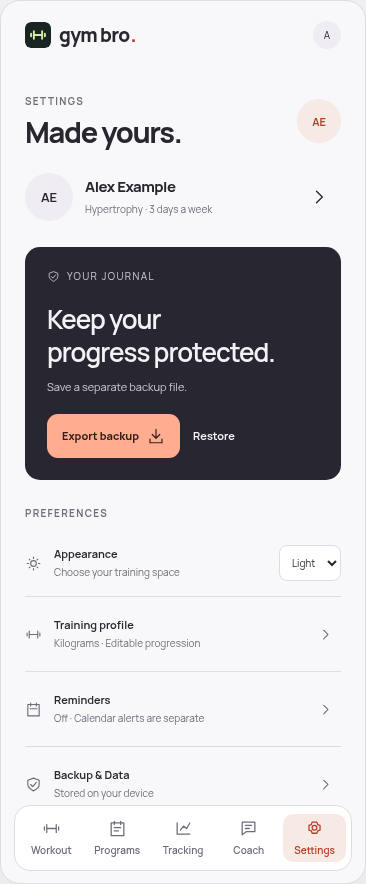 gym bro.
A
SETTINGS
Made yours.
AE
AE
Alex Example
Hypertrophy · 3 days a week
YOUR JOURNAL
Keep your
progress protected.
Save a separate backup file.
Export backup
Restore
PREFERENCES
Appearance
Choose your training space
Light
Training profile
Kilograms · Editable progression
Reminders
Off · Calendar alerts are separate
Backup & Data
Stored on your device
Workout
Programs
Tracking
Coach
Settings